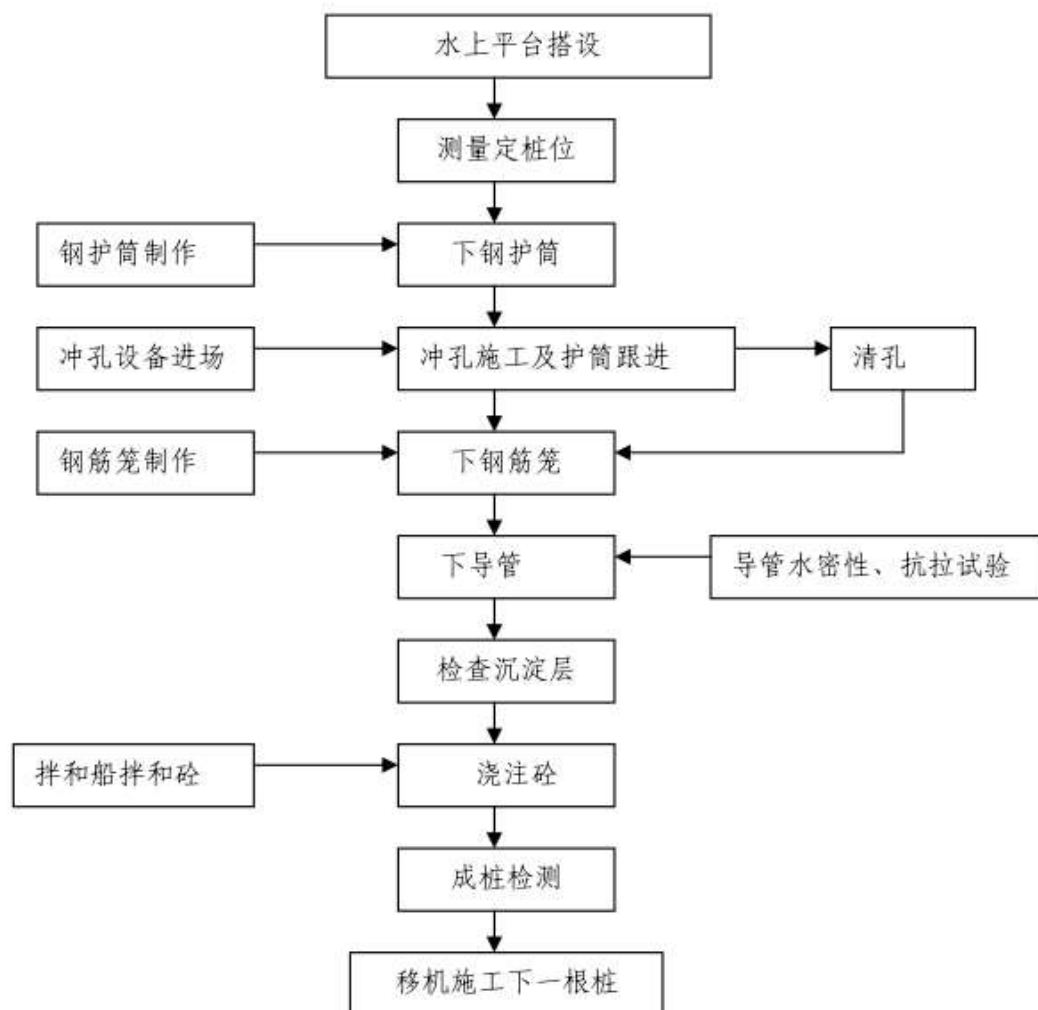 水上平台搭设
测量定桩位
钢护筒制作
下钢护筒
冲孔设备进场
冲孔施工及护筒跟进
清孔
钢筋笼制作
下钢筋笼
下导管
导管水密性、抗拉试验
检查沉淀层
拌和船拌和砼
浇注砼
成桩检测
移机施工下一根桩